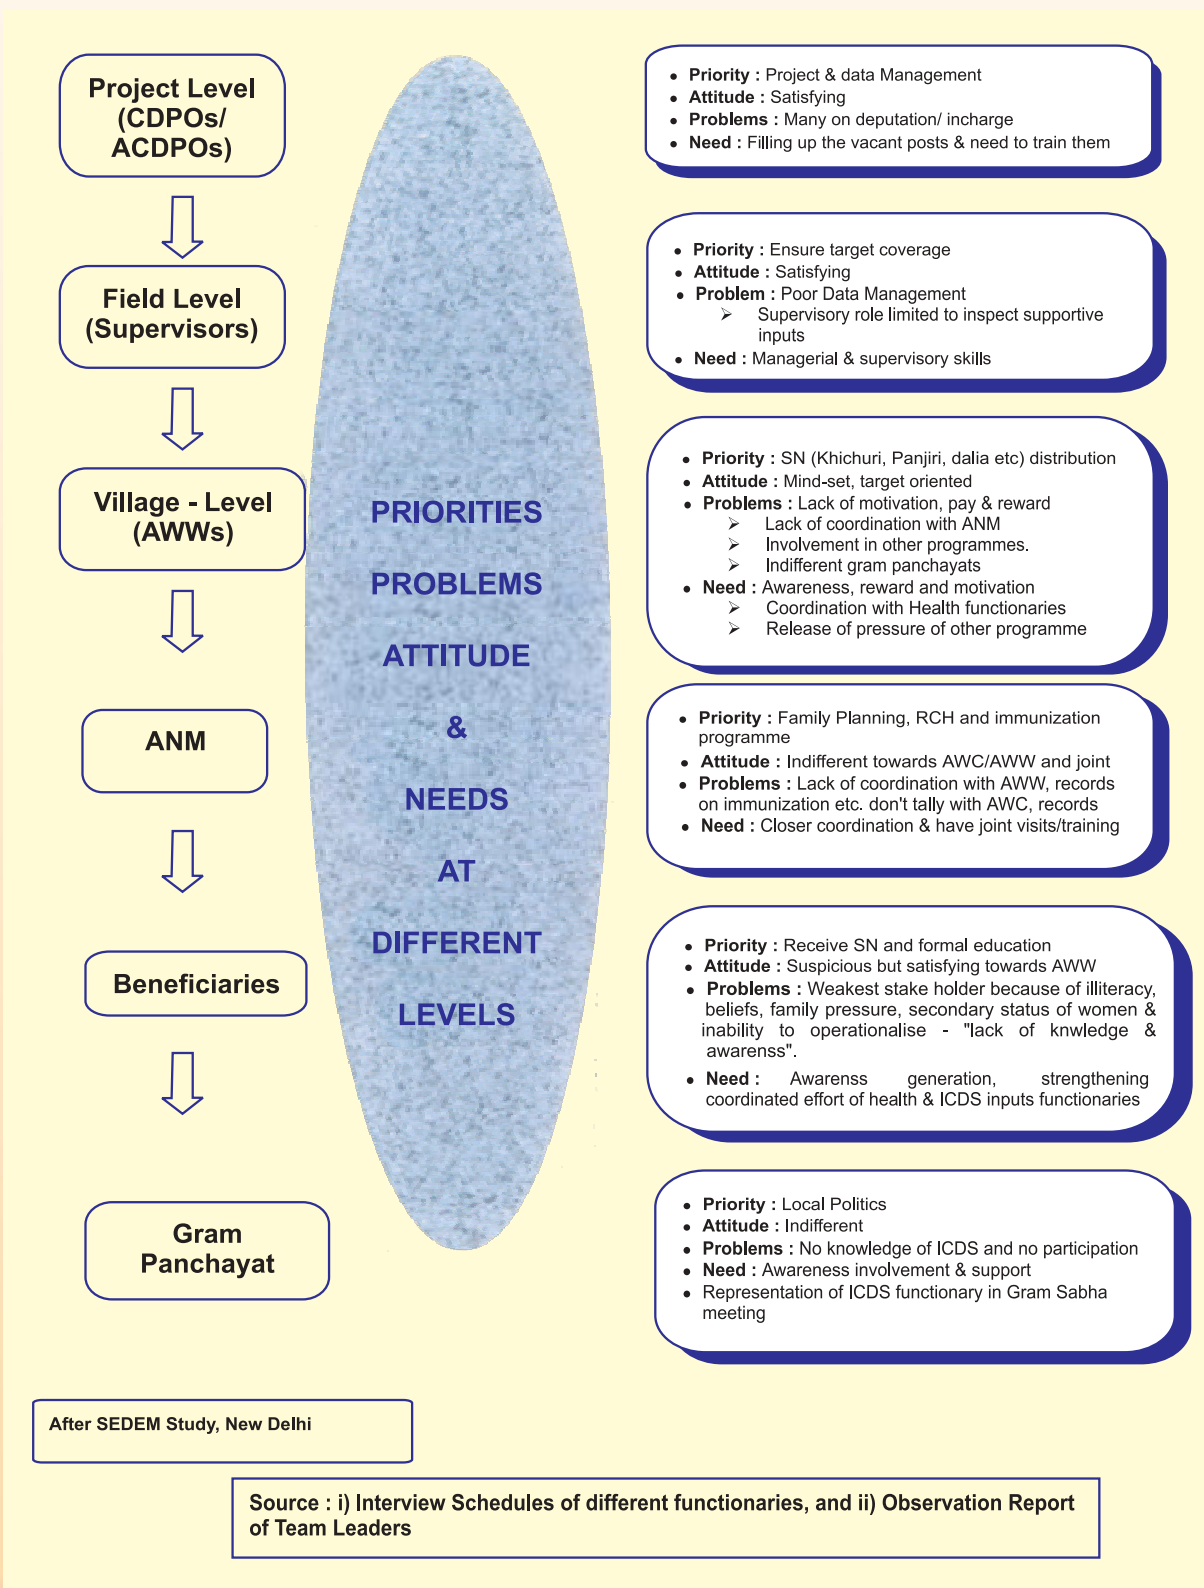 Project Level
(CDPOs/
ACDPOs)
Field Level
(Supervisors)
Village - Level
(AWWs)
ANM
Beneficiaries
Gram
Panchayat
PRIORITIES
PROBLEMS
ATTITUDE
&
NEEDS
AT
DIFFERENT
LEVELS
• Priority : Project & data Management
• Attitude : Satisfying
• Problems : Many on deputation/ incharge
• Need : Filling up the vacant posts & need to train them
• Priority : Ensure target coverage
• Attitude : Satisfying
• Problem : Poor Data Management
➢ Supervisory role limited to inspect supportive
inputs
• Need : Managerial & supervisory skills
• Priority : SN (Khichuri, Panjiri, dalia etc) distribution
• Attitude : Mind-set, target oriented
• Problems : Lack of motivation, pay & reward
➢ Lack of coordination with ANM
➢ Involvement in other programmes.
➢ Indifferent gram panchayats
• Need : Awareness, reward and motivation
➢ Coordination with Health functionaries
➢ Release of pressure of other programme
• Priority : Family Planning, RCH and immunization
programme
• Attitude : Indifferent towards AWC/AWW and joint
• Problems : Lack of coordination with AWW, records
on immunization etc. don't tally with AWC, records
• Need : Closer coordination & have joint visits/training
• Priority : Receive SN and formal education
• Attitude : Suspicious but satisfying towards AWW
• Problems : Weakest stake holder because of illiteracy,
beliefs, family pressure, secondary status of women &
inability to operationalise - "lack of knwledge &
awarenss".
• Need : Awarenss generation, strengthening
coordinated effort of health & ICDS inputs functionaries
• Priority : Local Politics
• Attitude : Indifferent
• Problems : No knowledge of ICDS and no participation
• Need : Awareness involvement & support
• Representation of ICDS functionary in Gram Sabha
meeting
After SEDEM Study, New Delhi
Source : i) Interview Schedules of different functionaries, and ii) Observation Report
of Team Leaders